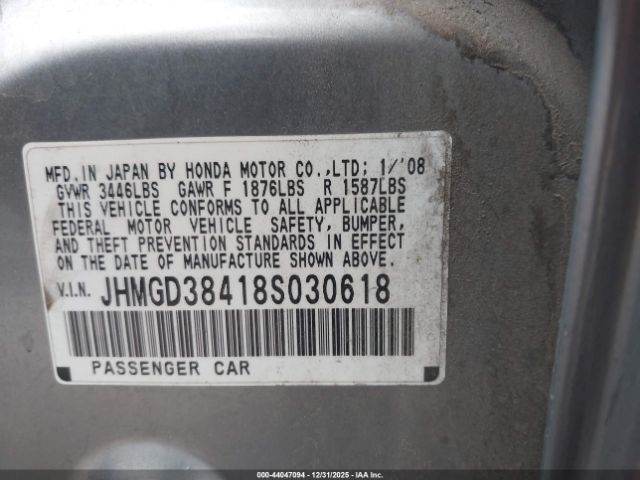 MFD. IN JAPAN BY HONDA MOTOR CO.,LTD; 1/'08
GVWR 3446LBS GAWR F 1876LBS R 1587LBS
THIS VEHICLE CONFORMS TO ALL APPLICABLE
FEDERAL MOTOR VEHICLE SAFETY, BUMPER,
AND THEFT PREVENTION STANDARDS IN EFFECT
ON THE DATE OF MANUFACTURE SHOWN ABOVE.
V.I.N. JHMGD38418S030618
PASSENGER CAR
000-44047094 - 12/31/2025 - IAAI.COM